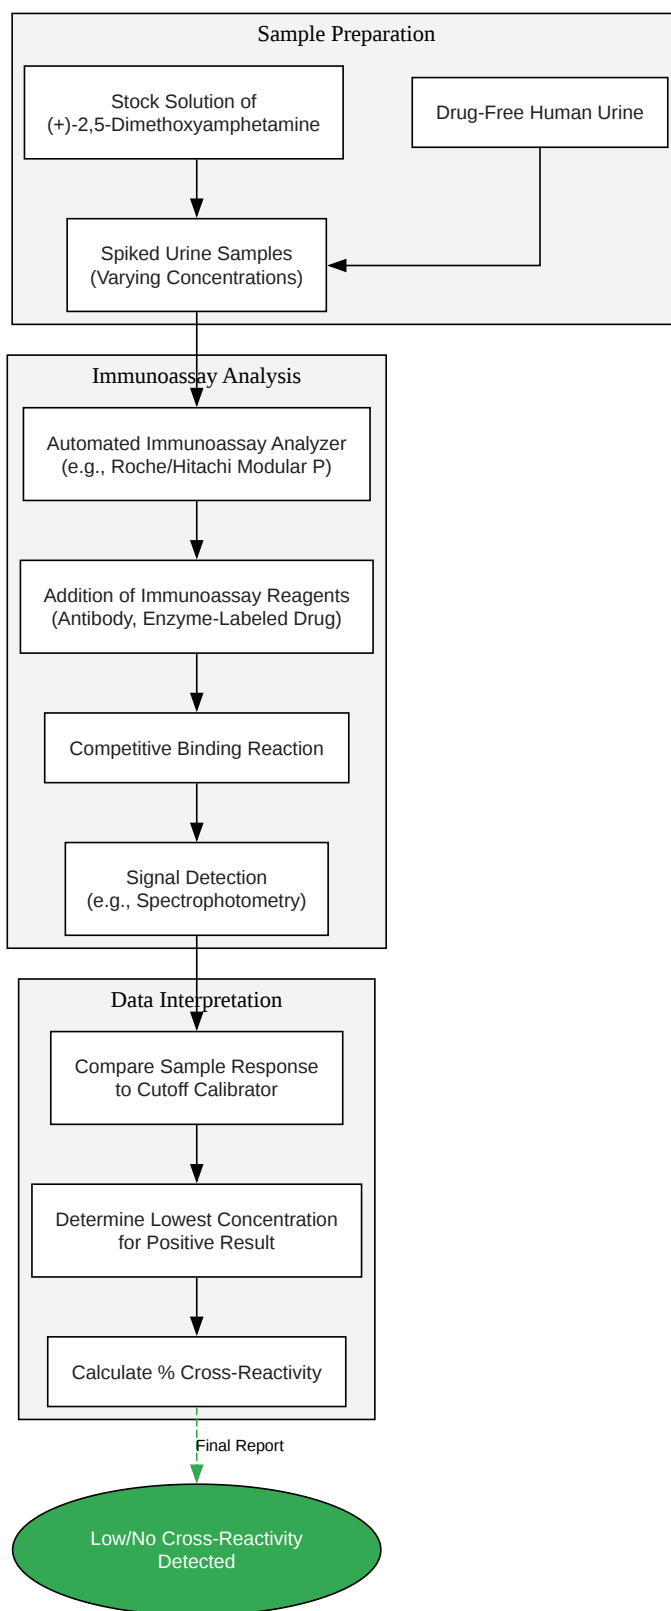 Sample Preparation
Stock Solution of
(+)-2,5-Dimethoxyamphetamine
Drug-Free Human Urine
Spiked Urine Samples
(Varying Concentrations)
Immunoassay Analysis
Automated Immunoassay Analyzer
(e.g., Roche/Hitachi Modular P)
Addition of Immunoassay Reagents
(Antibody, Enzyme-Labeled Drug)
Competitive Binding Reaction
Signal Detection
(e.g., Spectrophotometry)
Data Interpretation
Compare Sample Response
to Cutoff Calibrator
Determine Lowest Concentration
for Positive Result
Calculate % Cross-Reactivity
Final Report
Low/No Cross-Reactivity
Detected